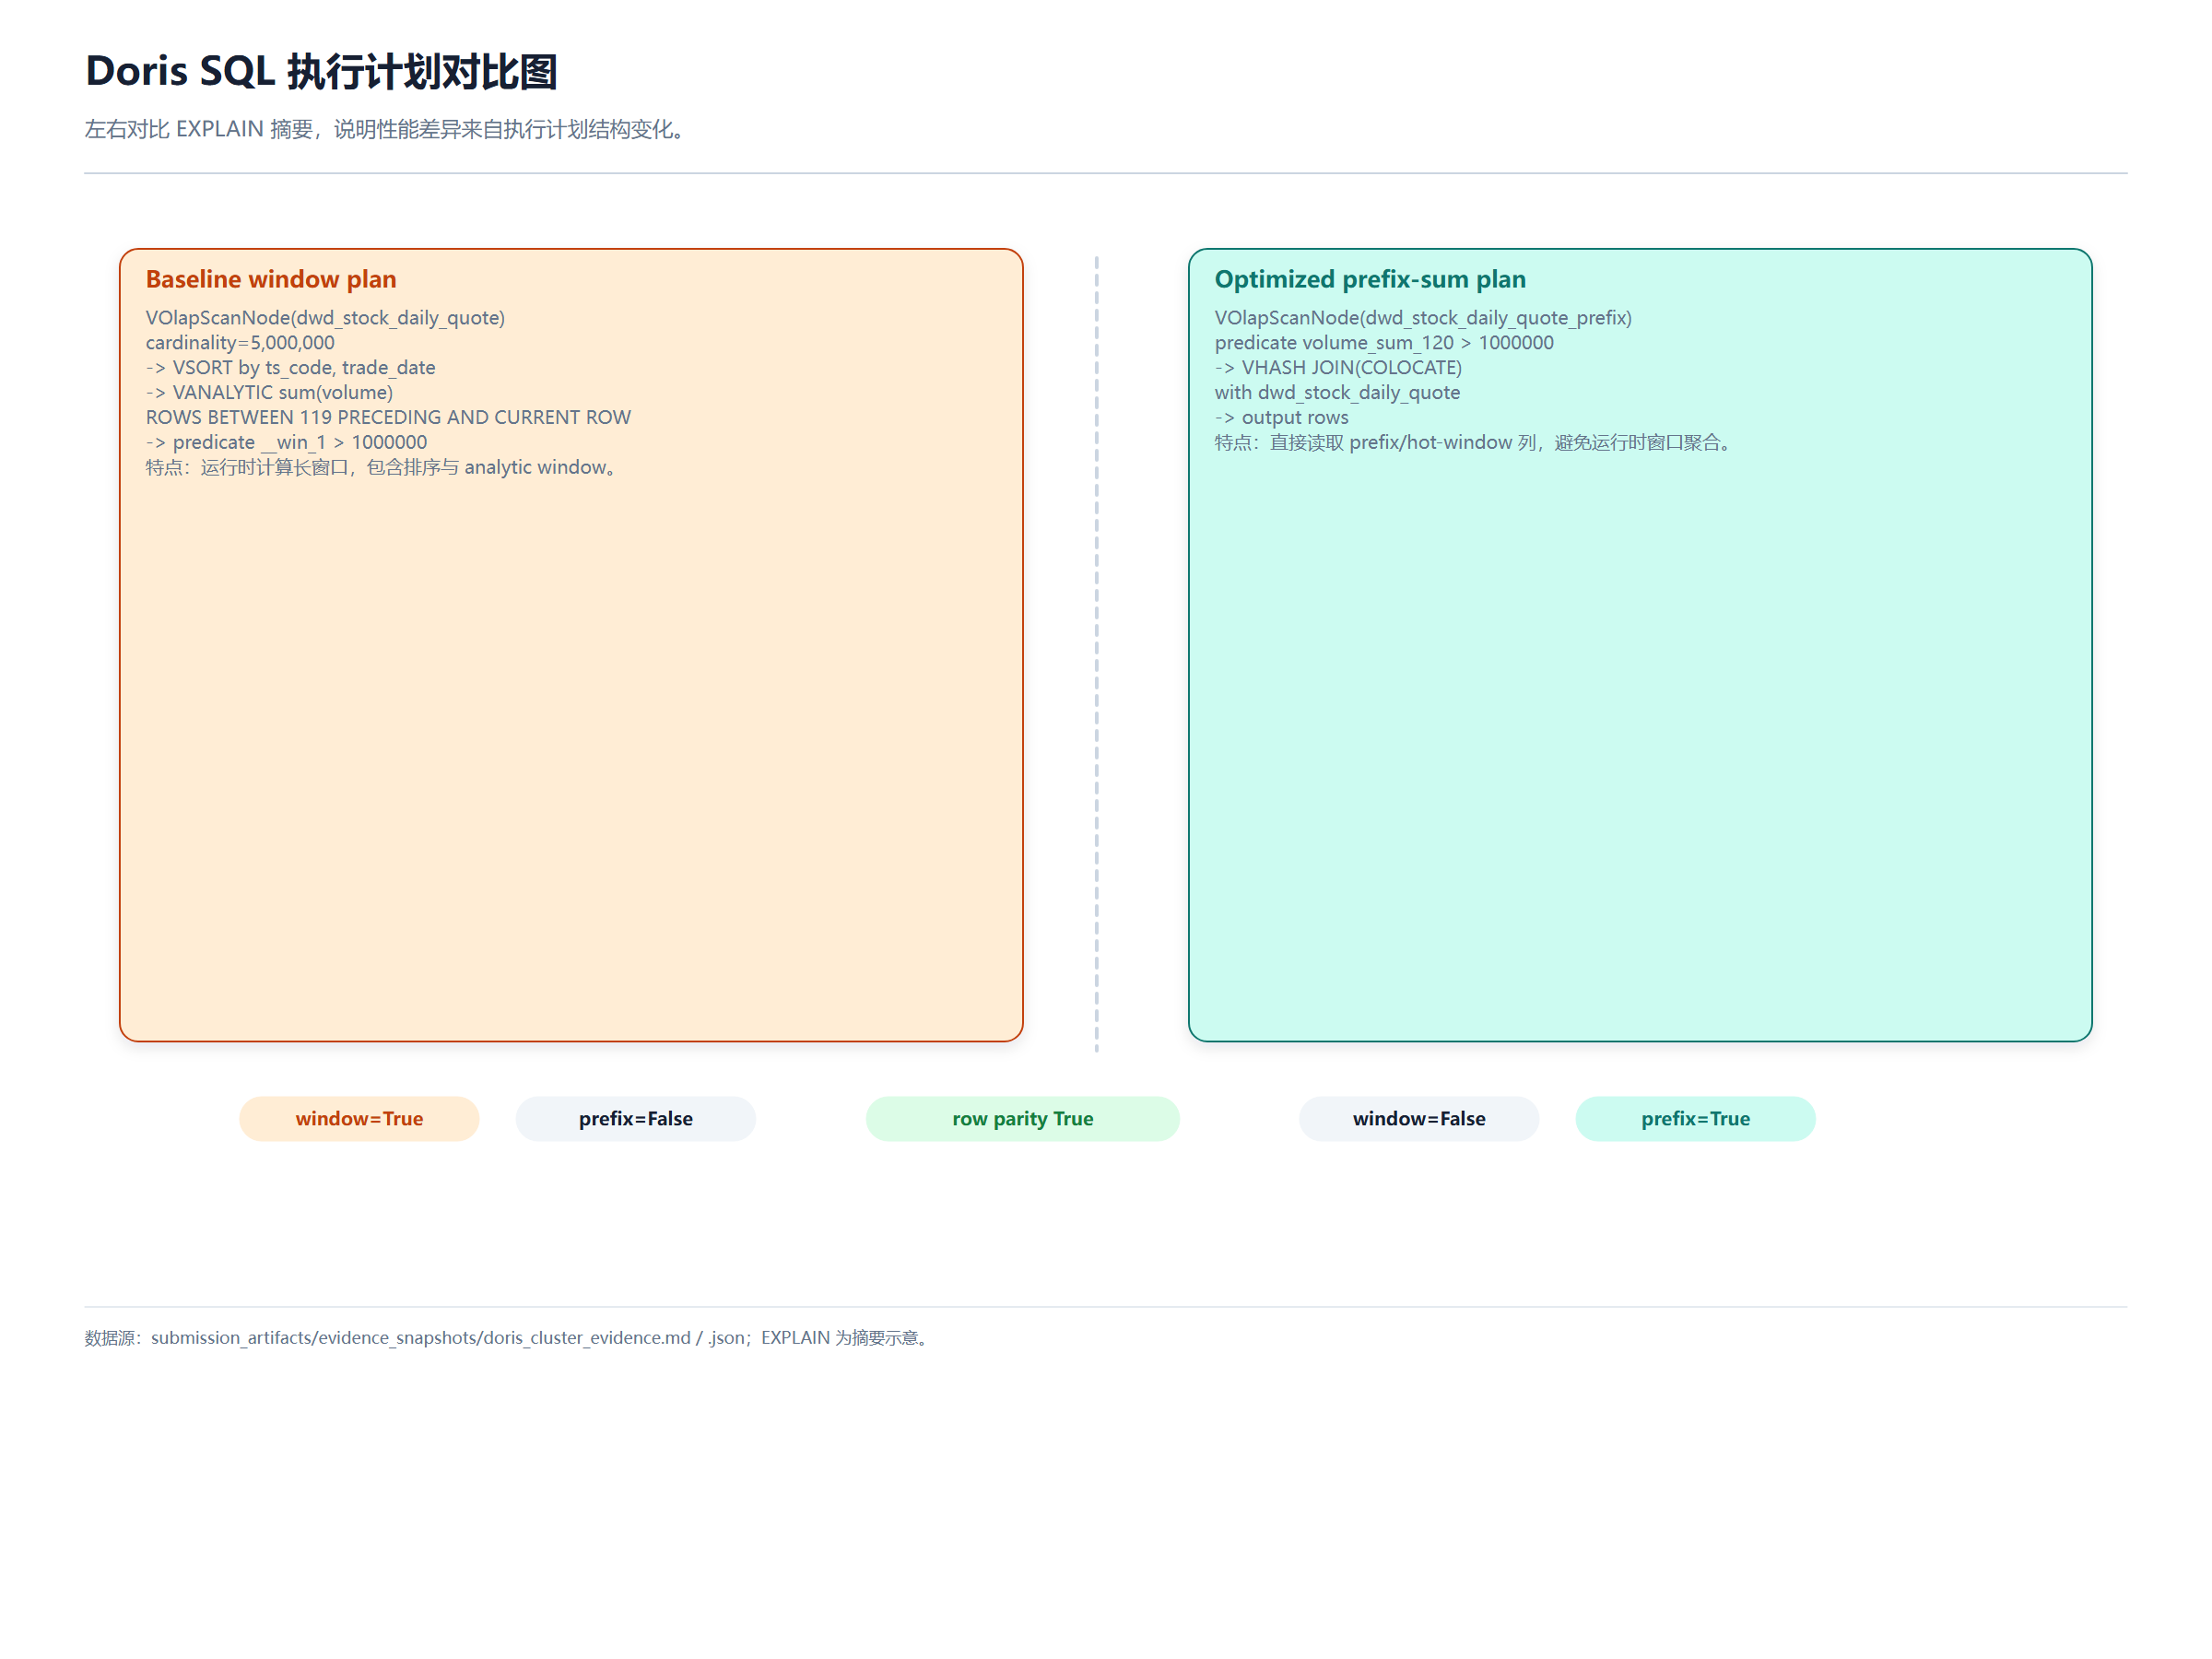 Doris SQL 执行计划对比图
左右对比 EXPLAIN 摘要，说明性能差异来自执行计划结构变化。
Baseline window plan
VOlapScanNode(dwd_stock_daily_quote)
cardinality=5,000,000
-> VSORT by ts_code, trade_date
-> VANALYTIC sum(volume)
ROWS BETWEEN 119 PRECEDING AND CURRENT ROW
-> predicate __win_1 > 1000000
特点：运行时计算长窗口，包含排序与 analytic window。
Optimized prefix-sum plan
VOlapScanNode(dwd_stock_daily_quote_prefix)
predicate volume_sum_120 > 1000000
-> VHASH JOIN(COLOCATE)
with dwd_stock_daily_quote
-> output rows
特点：直接读取 prefix/hot-window 列，避免运行时窗口聚合。
window=True
prefix=False
row parity True
window=False
prefix=True
数据源：submission_artifacts/evidence_snapshots/doris_cluster_evidence.md / .json；EXPLAIN 为摘要示意。